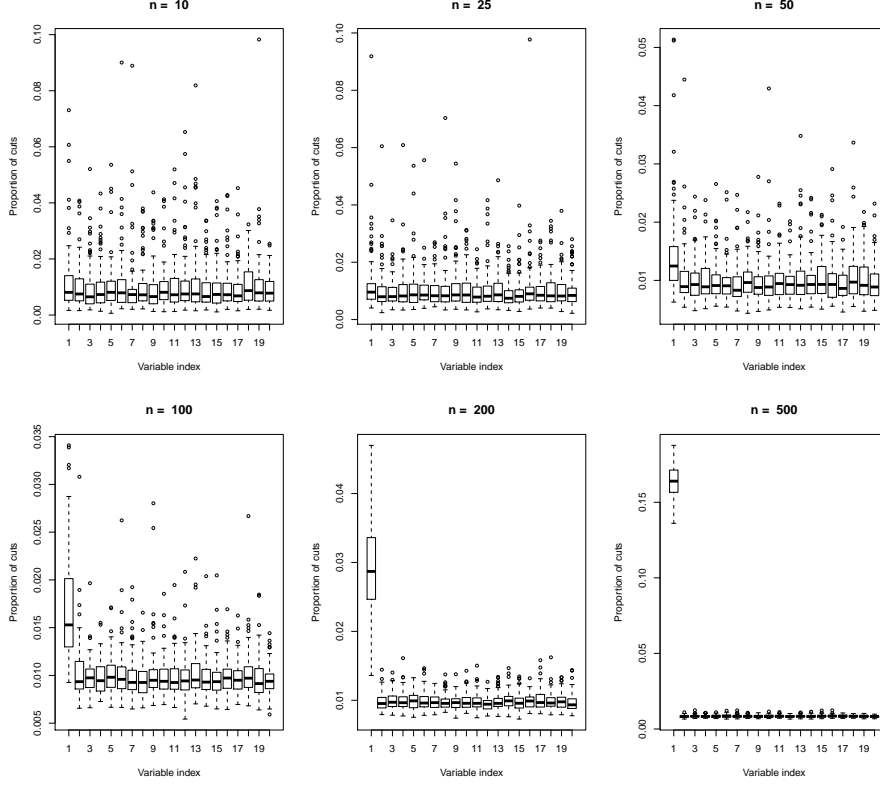 n = 10
0.00 0.02 0.04 0.06 0.08 0.10
Proportion of cuts
1 3 5 7 9 11 13 15 17 19
Variable index
n = 25
0.00 0.02 0.04 0.06 0.08 0.10
Proportion of cuts
1 3 5 7 9 11 13 15 17 19
Variable index
n = 50
0.01 0.02 0.03 0.04 0.05
Proportion of cuts
1 3 5 7 9 11 13 15 17 19
Variable index
n = 100
0.005 0.010 0.015 0.020 0.025 0.030 0.035
Proportion of cuts
1 3 5 7 9 11 13 15 17 19
Variable index
n = 200
0.01 0.02 0.03 0.04
Proportion of cuts
1 3 5 7 9 11 13 15 17 19
Variable index
n = 500
0.00 0.05 0.10 0.15
Proportion of cuts
1 3 5 7 9 11 13 15 17 19
Variable index